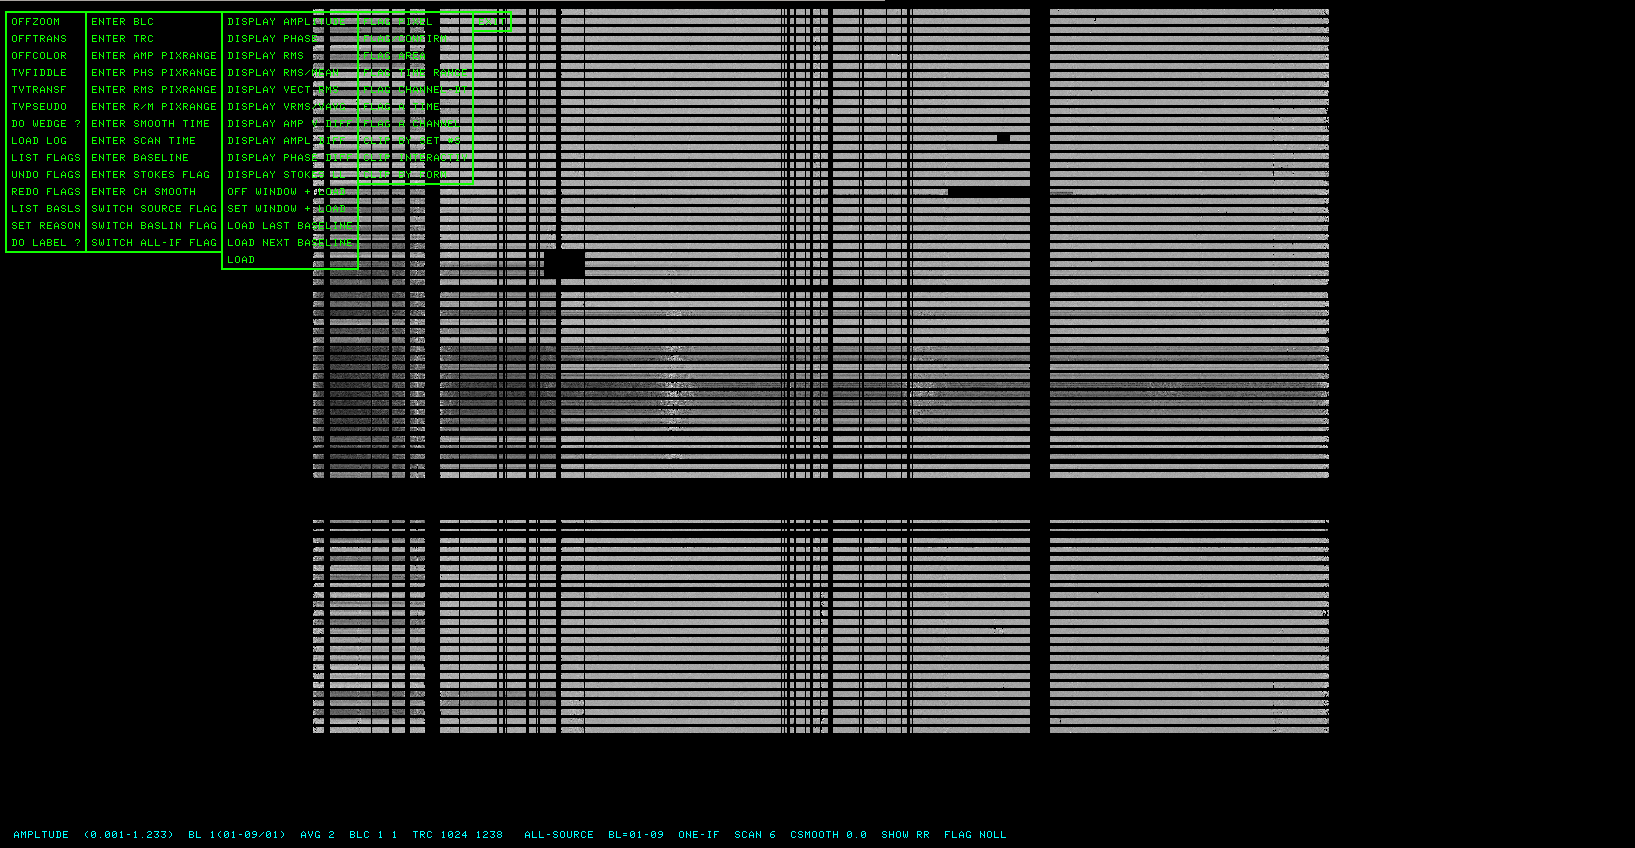 OFFZOOM
OFFTRANS
OFFCOLOR
TVFIDDLE
TVTRANSF
TVPSEUDO
DO WEDGE ?
LOAD LOG
LIST FLAGS
UNDO FLAGS
REDO FLAGS
LIST BASLS
SET REASON
DO LABEL ?
ENTER BLC
ENTER TRC
ENTER AMP PIXRANGE
ENTER PHS PIXRANGE
ENTER RMS PIXRANGE
ENTER R/M PIXRANGE
ENTER SMOOTH TIME
ENTER SCAN TIME
ENTER BASELINE
ENTER STOKES FLAG
ENTER CH SMOOTH
SWITCH SOURCE FLAG
SWITCH BASLIN FLAG
SWITCH ALL-IF FLAG
DISPLAY AMPLITUDE
DISPLAY PHASE
DISPLAY RMS
DISPLAY RMS/MEAN
DISPLAY VECT RMS
DISPLAY VRMS/VAVG
DISPLAY AMP V DIFF
DISPLAY AMPL DIFF
DISPLAY PHASE DIFF
DISPLAY STOKES
OFF WINDOW + LOAD
SET WINDOW + LOAD
LOAD LAST BASELINE
LOAD NEXT BASELINE
LOAD
FLAG PIXEL
FLAG CONFIRM
FLAG AREA
FLAG TIME RANGE
FLAG CHANNEL-DT
FLAG A TIME
FLAG A CHANNEL
CLIP BY SET #S
CLIP INTERACTIV
CLIP BY FORM
EXIT
AMPLTUDE (0.001-1.233) BL 1(01-09/01) AVG 2 BLC 1 1 TRC 1024 1238 ALL-SOURCE BL=01-09 ONE-IF SCAN 6 CSMOOTH 0.0 SHOW RR FLAG NOLL